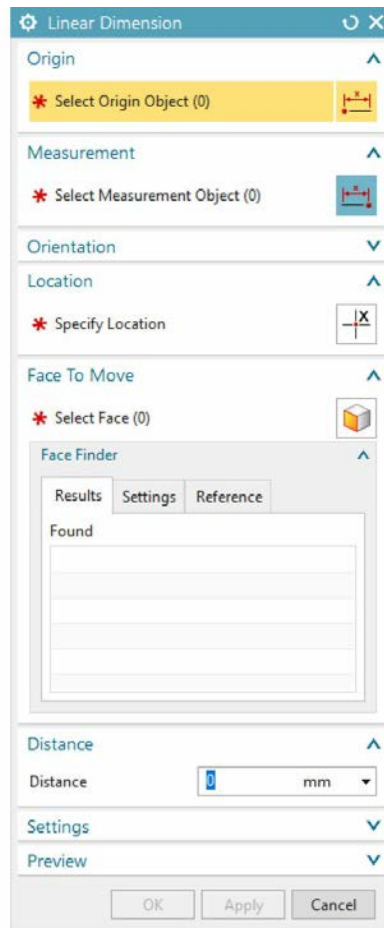 Linear Dimension
Origin
* Select Origin Object (0)
Measurement
* Select Measurement Object (0)
Orientation
Location
* Specify Location
Face To Move
* Select Face (0)
Face Finder
Results Settings Reference
Found
Distance
Distance 0 mm
Settings
Preview
OK Apply Cancel